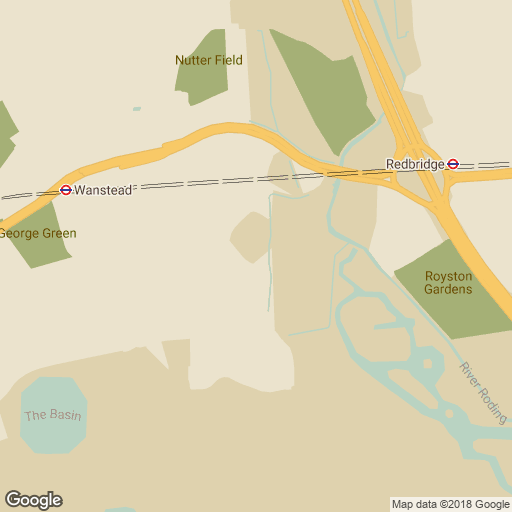 Nutter Field
Redbridge
Wanstead
George Green
Royston
Gardens
River Roding
The Basin
Google
Map data ©2018 Google